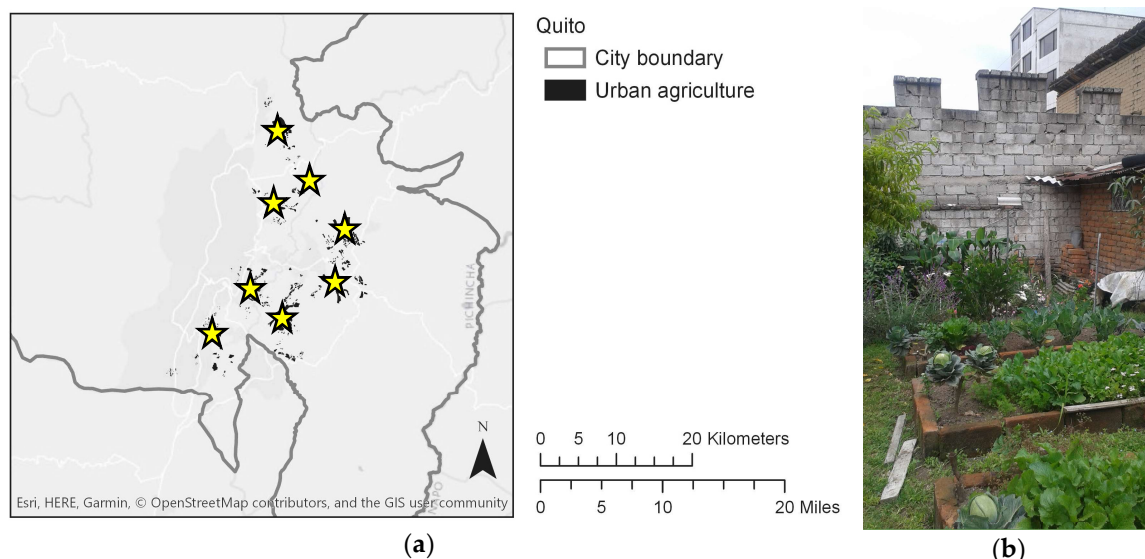 Quito
City boundary
Urban agriculture
PICHINCHA
NAPO
N
Esri, HERE, Garmin, © OpenStreetMap contributors, and the GIS user community
0 5 10 20 Kilometers
0 5 10 20 Miles
(a)
(b)